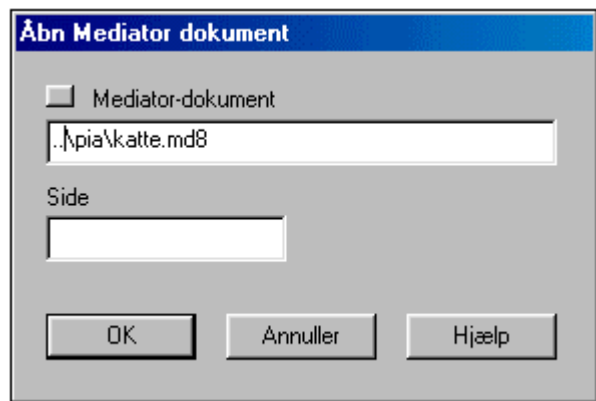 Åbn Mediator dokument
Mediator-dokument
..\pia\katte.md8
Side
OK Annuller Hjælp